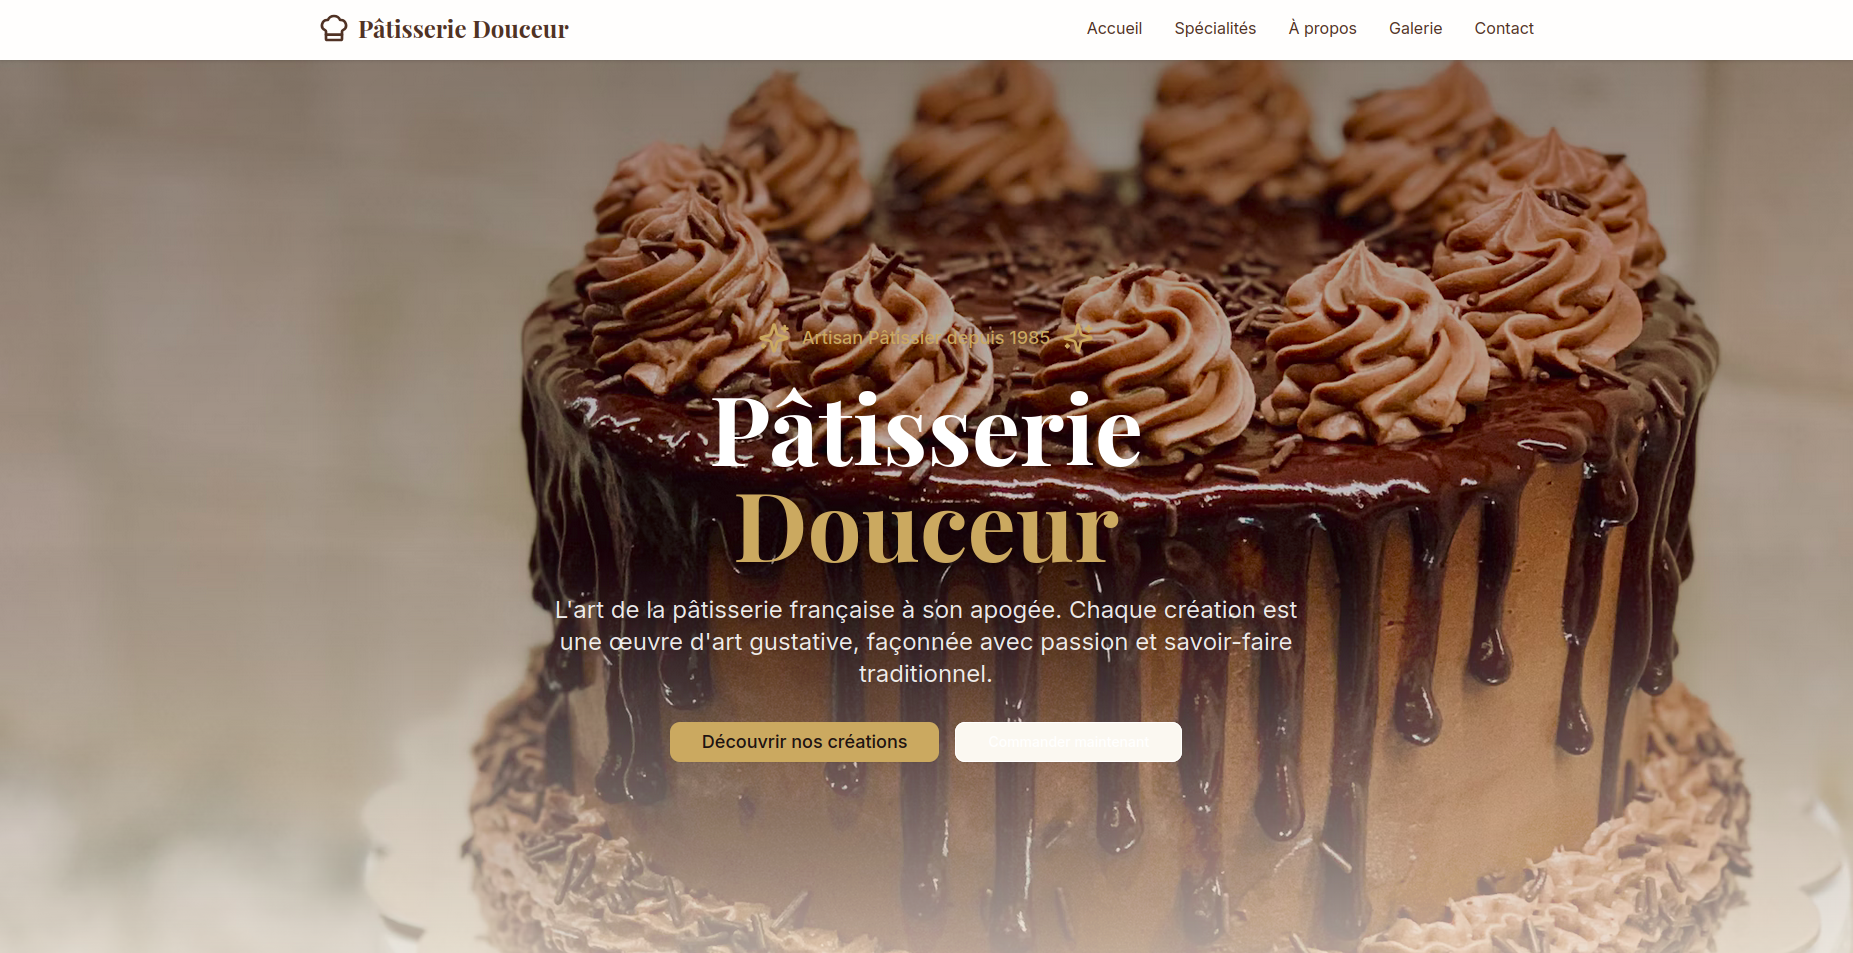 Pâtisserie Douceur
Accueil Spécialités À propos Galerie Contact
Artisan Pâtissier depuis 1985
Pâtisserie
Douceur
L'art de la pâtisserie française à son apogée. Chaque création est
une œuvre d'art gustative, façonnée avec passion et savoir-faire
traditionnel.
Découvrir nos créations
Commander maintenant